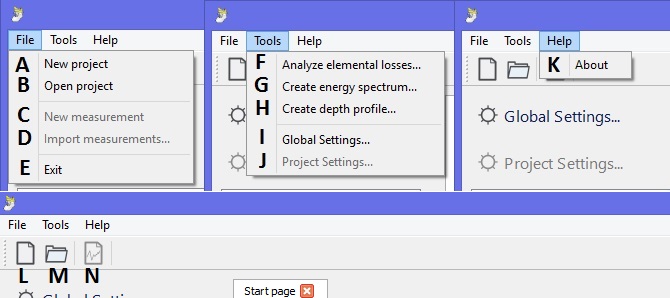 File Tools Help
A New project
B Open project
C New measurement
D Import measurements...
E Exit
File Tools Help
F Analyze elemental losses...
G Create energy spectrum...
H Create depth profile...
I Global Settings...
J Project Settings...
File Tools Help
K About
Global Settings...
Project Settings...
File Tools Help
L M N
Start page